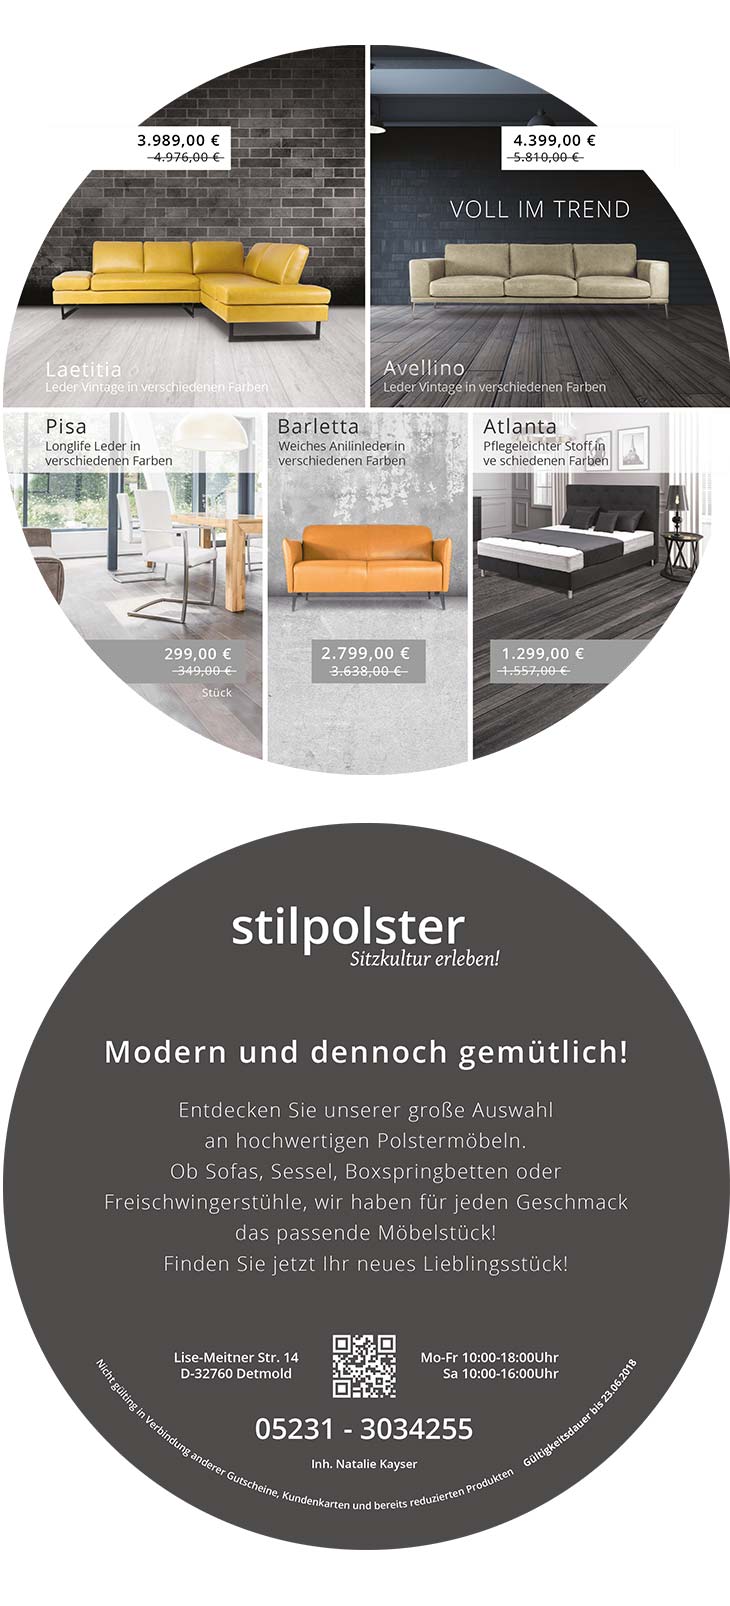 3.989,00 €
4.976,00 €
4.399,00 €
5.810,00 €
VOLL IM TREND
Laetitia
Leder Vintage in verschiedenen Farben
Avellino
Leder Vintage in verschiedenen Farben
Pisa
Longlife Leder in
verschiedenen Farben
299,00 €
349,00 €
Stück
Barletta
Weiches Anilinleder in
verschiedenen Farben
2.799,00 €
3.638,00 €
Atlanta
Pflegeleichter Stoff in
ve schiedenen Farben
1.299,00 €
1.557,00 €
stilpolster
Sitzkultur erleben!
Modern und dennoch gemütlich!
Entdecken Sie unserer große Auswahl
an hochwertigen Polstermöbeln.
Ob Sofas, Sessel, Boxspringbetten oder
Freischwingerstühle, wir haben für jeden Geschmack
das passende Möbelstück!
Finden Sie jetzt Ihr neues Lieblingsstück!
Lise-Meitner Str. 14
D-32760 Detmold
Mo-Fr 10:00-18:00Uhr
Sa 10:00-16:00Uhr
05231 - 3034255
Inh. Natalie Kayser
Nicht gülting in Verbindung anderer Gutscheine, Kundenkarten und bereits reduzierten Produkten Gültigkeitsdauer bis 23.06.2018